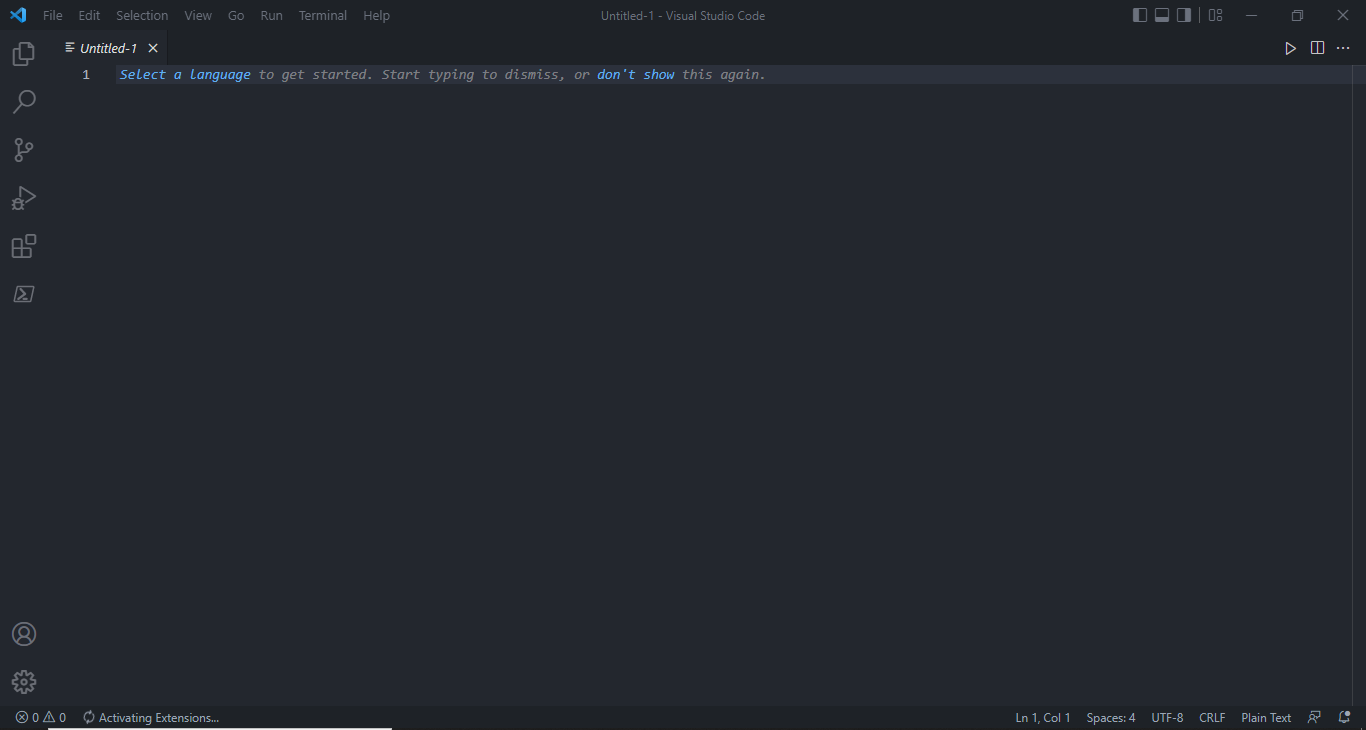 File Edit Selection View Go Run Terminal Help Untitled-1 - Visual Studio Code
Untitled-1
1 Select a language to get started. Start typing to dismiss, or don't show this again.
0 0 Activating Extensions... Ln 1, Col 1 Spaces: 4 UTF-8 CRLF Plain Text